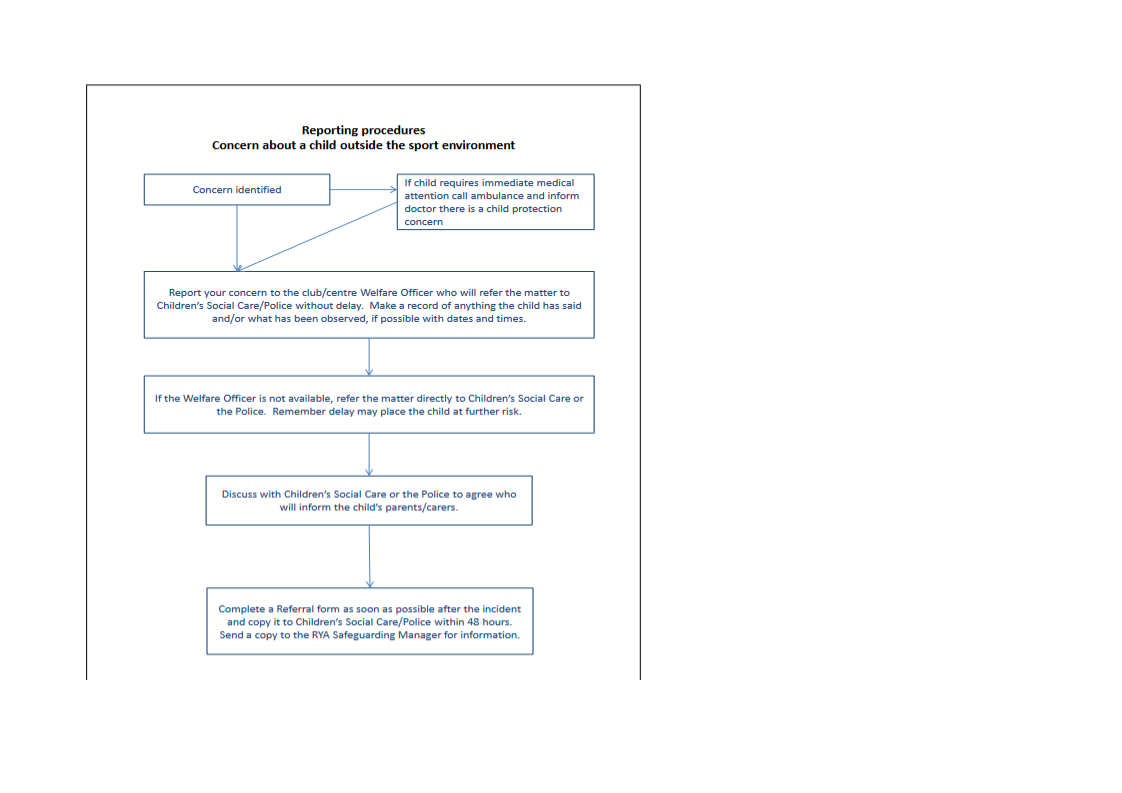 Reporting procedures
Concern about a child outside the sport environment
Concern identified
If child requires immediate medical
attention call ambulance and inform
doctor there is a child protection
concern
Report your concern to the club/centre Welfare Officer who will refer the matter to
Children's Social Care/Police without delay.  Make a record of anything the child has said
and/or what has been observed, if possible with dates and times.
If the Welfare Officer is not available, refer the matter directly to Children's Social Care or
the Police.  Remember delay may place the child at further risk.
Discuss with Children's Social Care or the Police to agree who
will inform the child's parents/carers.
Complete a Referral form as soon as possible after the incident
and copy it to Children's Social Care/Police within 48 hours.
Send a copy to the RYA Safeguarding Manager for information.